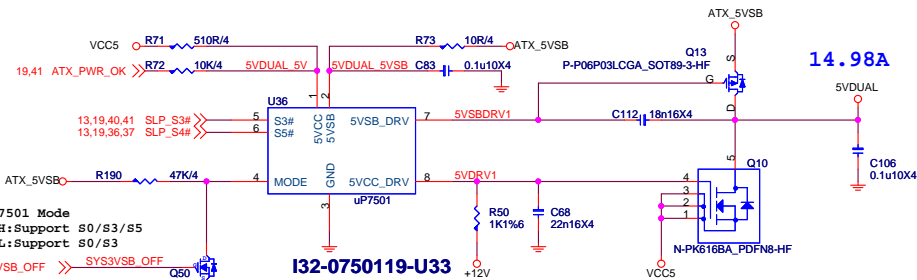 ATX_5VSB
VCC5 R71 510R/4 R73 10R/4 ATX_5VSB
Q13
P-P06P03LCGA_SOT89-3-HF
14.98A
19,41 ATX_PWR_OK R72 10K/4 5VDUAL_5V 5VDUAL_5VSB C83 0.1u10X4
S
G
D
5VDUAL
U36
1 2
5VCC
5VSB
13,19,40,41 SLP_S3# 5 S3# 5VSB_DRV 7 5VSBDRV1
13,19,36,37 SLP_S4# 6 S5#
C112 18n16X4
C106
0.1u10X4
5 Q10
ATX_5VSB R190 47K/4 4 MODE GND 5VCC_DRV 8 5VDRV1 4
3
2
1
3 uP7501
7501 Mode
H:Support S0/S3/S5
L:Support S0/S3
R50
1K1%6
C68
22n16X4
N-PK616BA_PDFN8-HF
VSB_OFF SYS3VSB_OFF Q50
I32-0750119-U33
+12V
VCC5